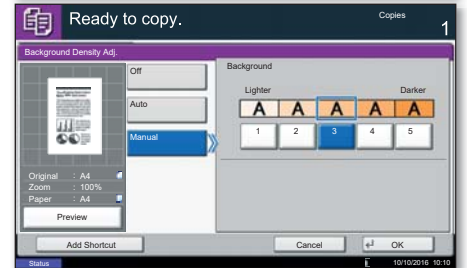 Ready to copy.
Copies
1
Background Density Adj.
Off
Auto
Manual
Background
Lighter Darker
A A A A A
1 2 3 4 5
Original : A4
Zoom : 100%
Paper : A4
Preview
Add Shortcut
Cancel
OK
Status
10/10/2016 10:10